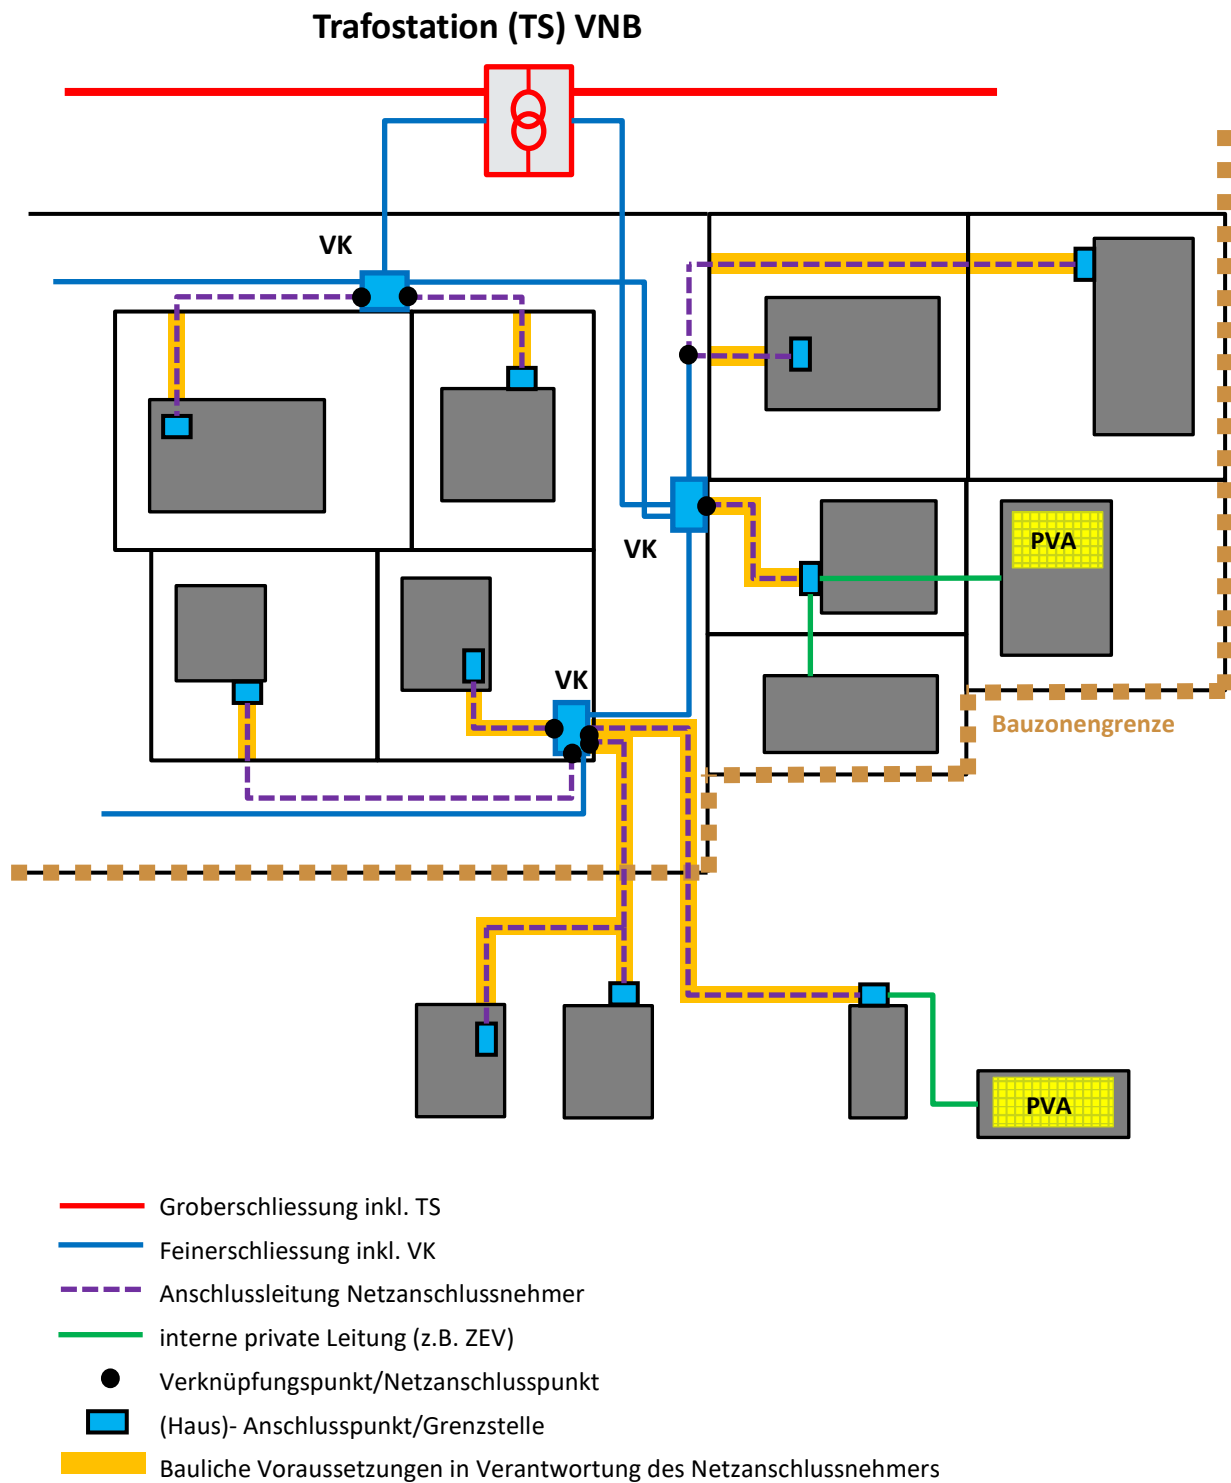 Trafostation (TS) VNB
VK
VK
PVA
VK
Bauzonengrenze
PVA
Groberschliessung inkl. TS
Feinerschliessung inkl. VK
Anschlussleitung Netzanschlussnehmer
interne private Leitung (z.B. ZEV)
Verknüpfungspunkt/Netzanschlusspunkt
(Haus)- Anschlusspunkt/Grenzstelle
Bauliche Voraussetzungen in Verantwortung des Netzanschlussnehmers